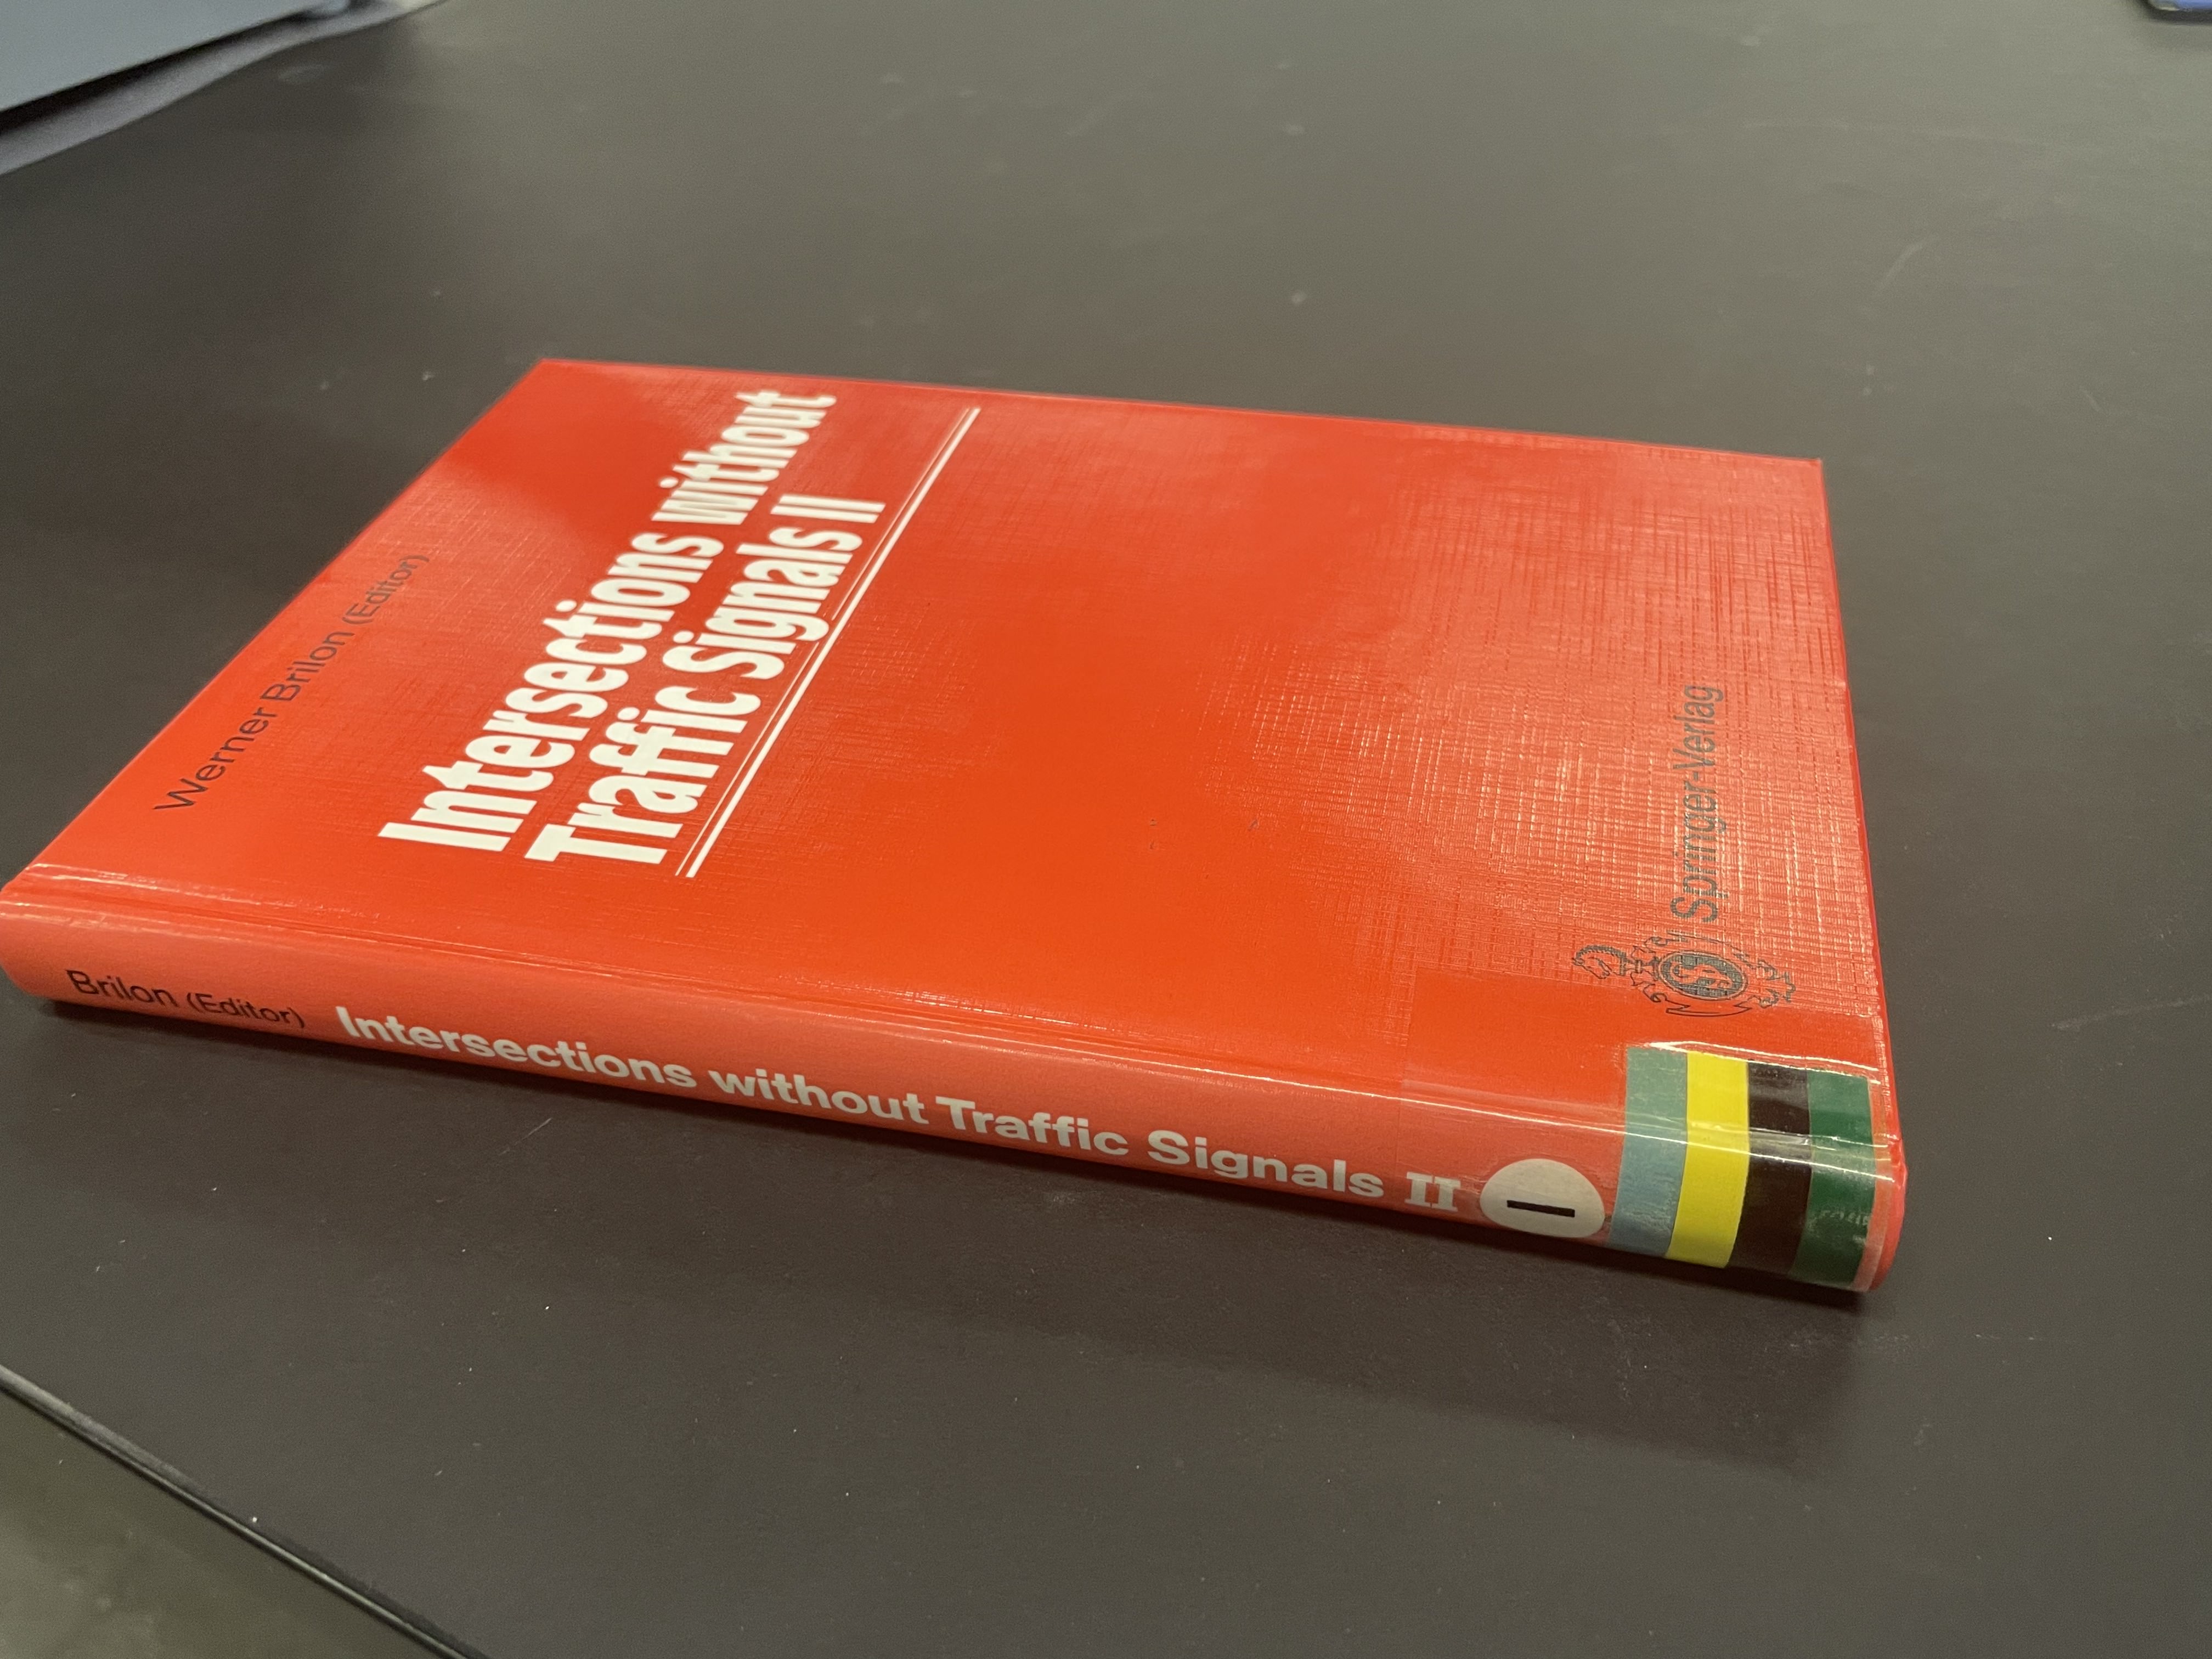 Werner Brilon (Editor)
Intersections without
Traffic Signals II
Springer-Verlag
Brilon (Editor) Intersections without Traffic Signals II
I